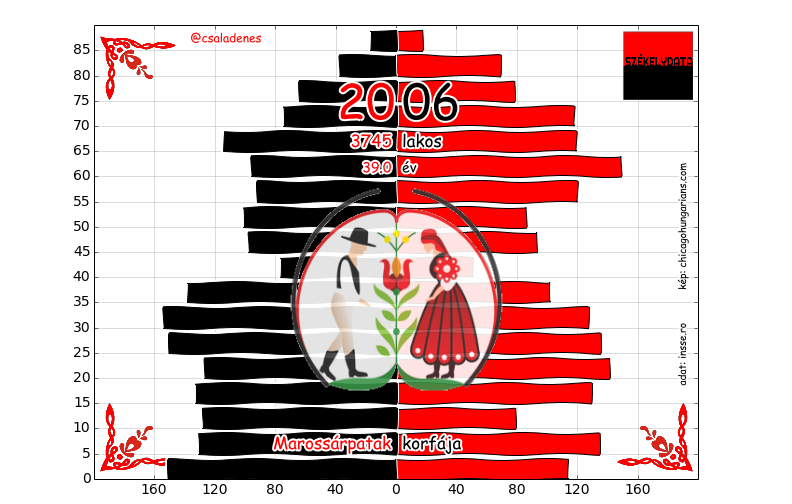 @csaladenes
SZÉKELYDATA
2006
3745 lakos
39.0 év
kép: chicagohungarians.com
adat: insse.ro
Marossárpatak korfája
85
80
75
70
65
60
55
50
45
40
35
30
25
20
15
10
5
0
160 120 80 40 0 40 80 120 160